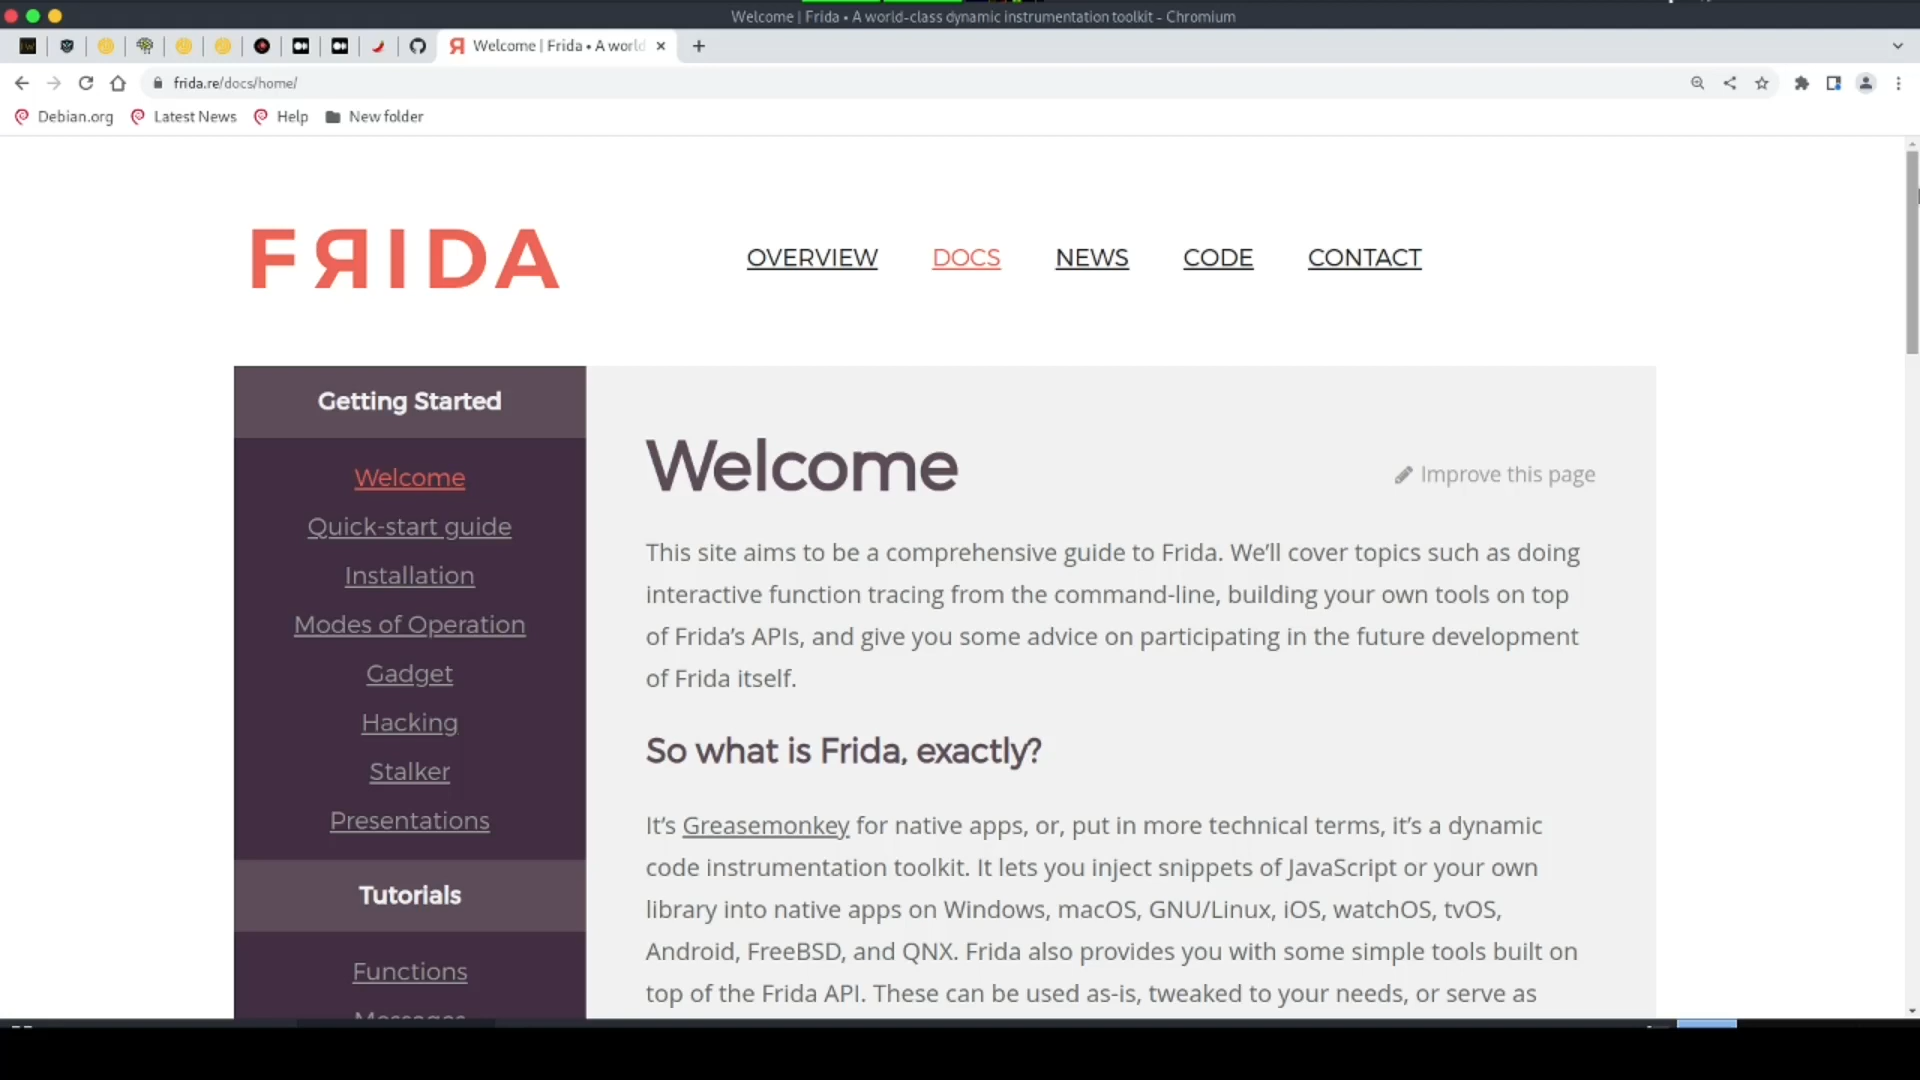 Welcome | Frida • A world-class dynamic instrumentation toolkit - Chromium
Welcome | Frida • A world
frida.re/docs/home/
Debian.org Latest News Help New folder
FЯIDA
OVERVIEW DOCS NEWS CODE CONTACT
Getting Started
Welcome
Quick-start guide
Installation
Modes of Operation
Gadget
Hacking
Stalker
Presentations
Tutorials
Functions
Messages
Welcome
Improve this page
This site aims to be a comprehensive guide to Frida. We’ll cover topics such as doing
interactive function tracing from the command-line, building your own tools on top
of Frida’s APIs, and give you some advice on participating in the future development
of Frida itself.
So what is Frida, exactly?
It’s Greasemonkey for native apps, or, put in more technical terms, it’s a dynamic
code instrumentation toolkit. It lets you inject snippets of JavaScript or your own
library into native apps on Windows, macOS, GNU/Linux, iOS, watchOS, tvOS,
Android, FreeBSD, and QNX. Frida also provides you with some simple tools built on
top of the Frida API. These can be used as-is, tweaked to your needs, or serve as